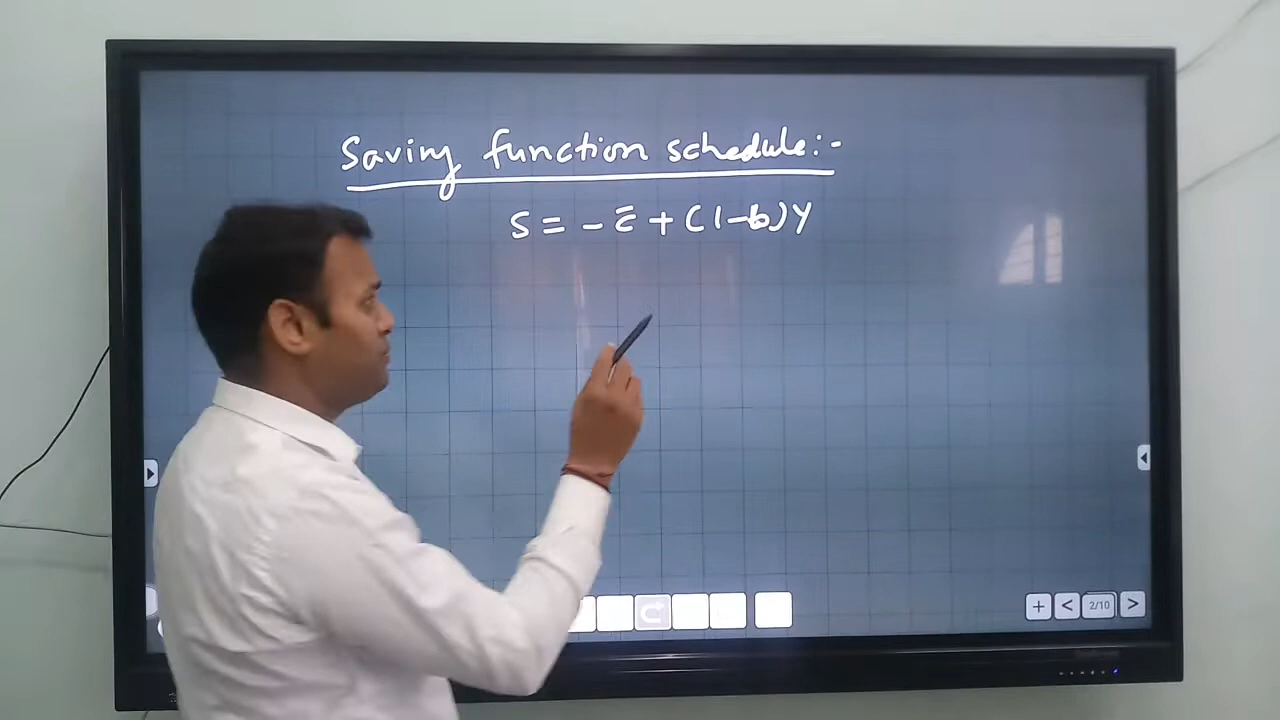 Saving function schedule:-
S = - c̄ + (1-b)Y
2/10